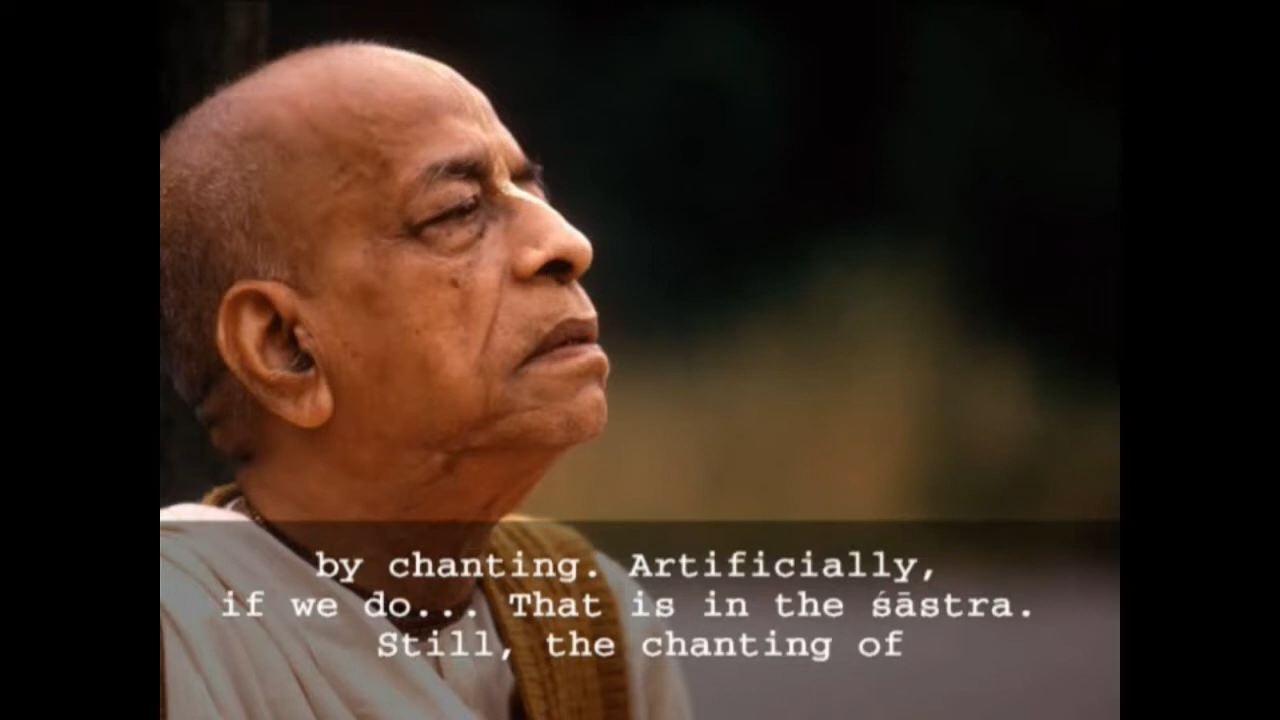 by chanting. Artificially,
if we do... That is in the śāstra.
Still, the chanting of